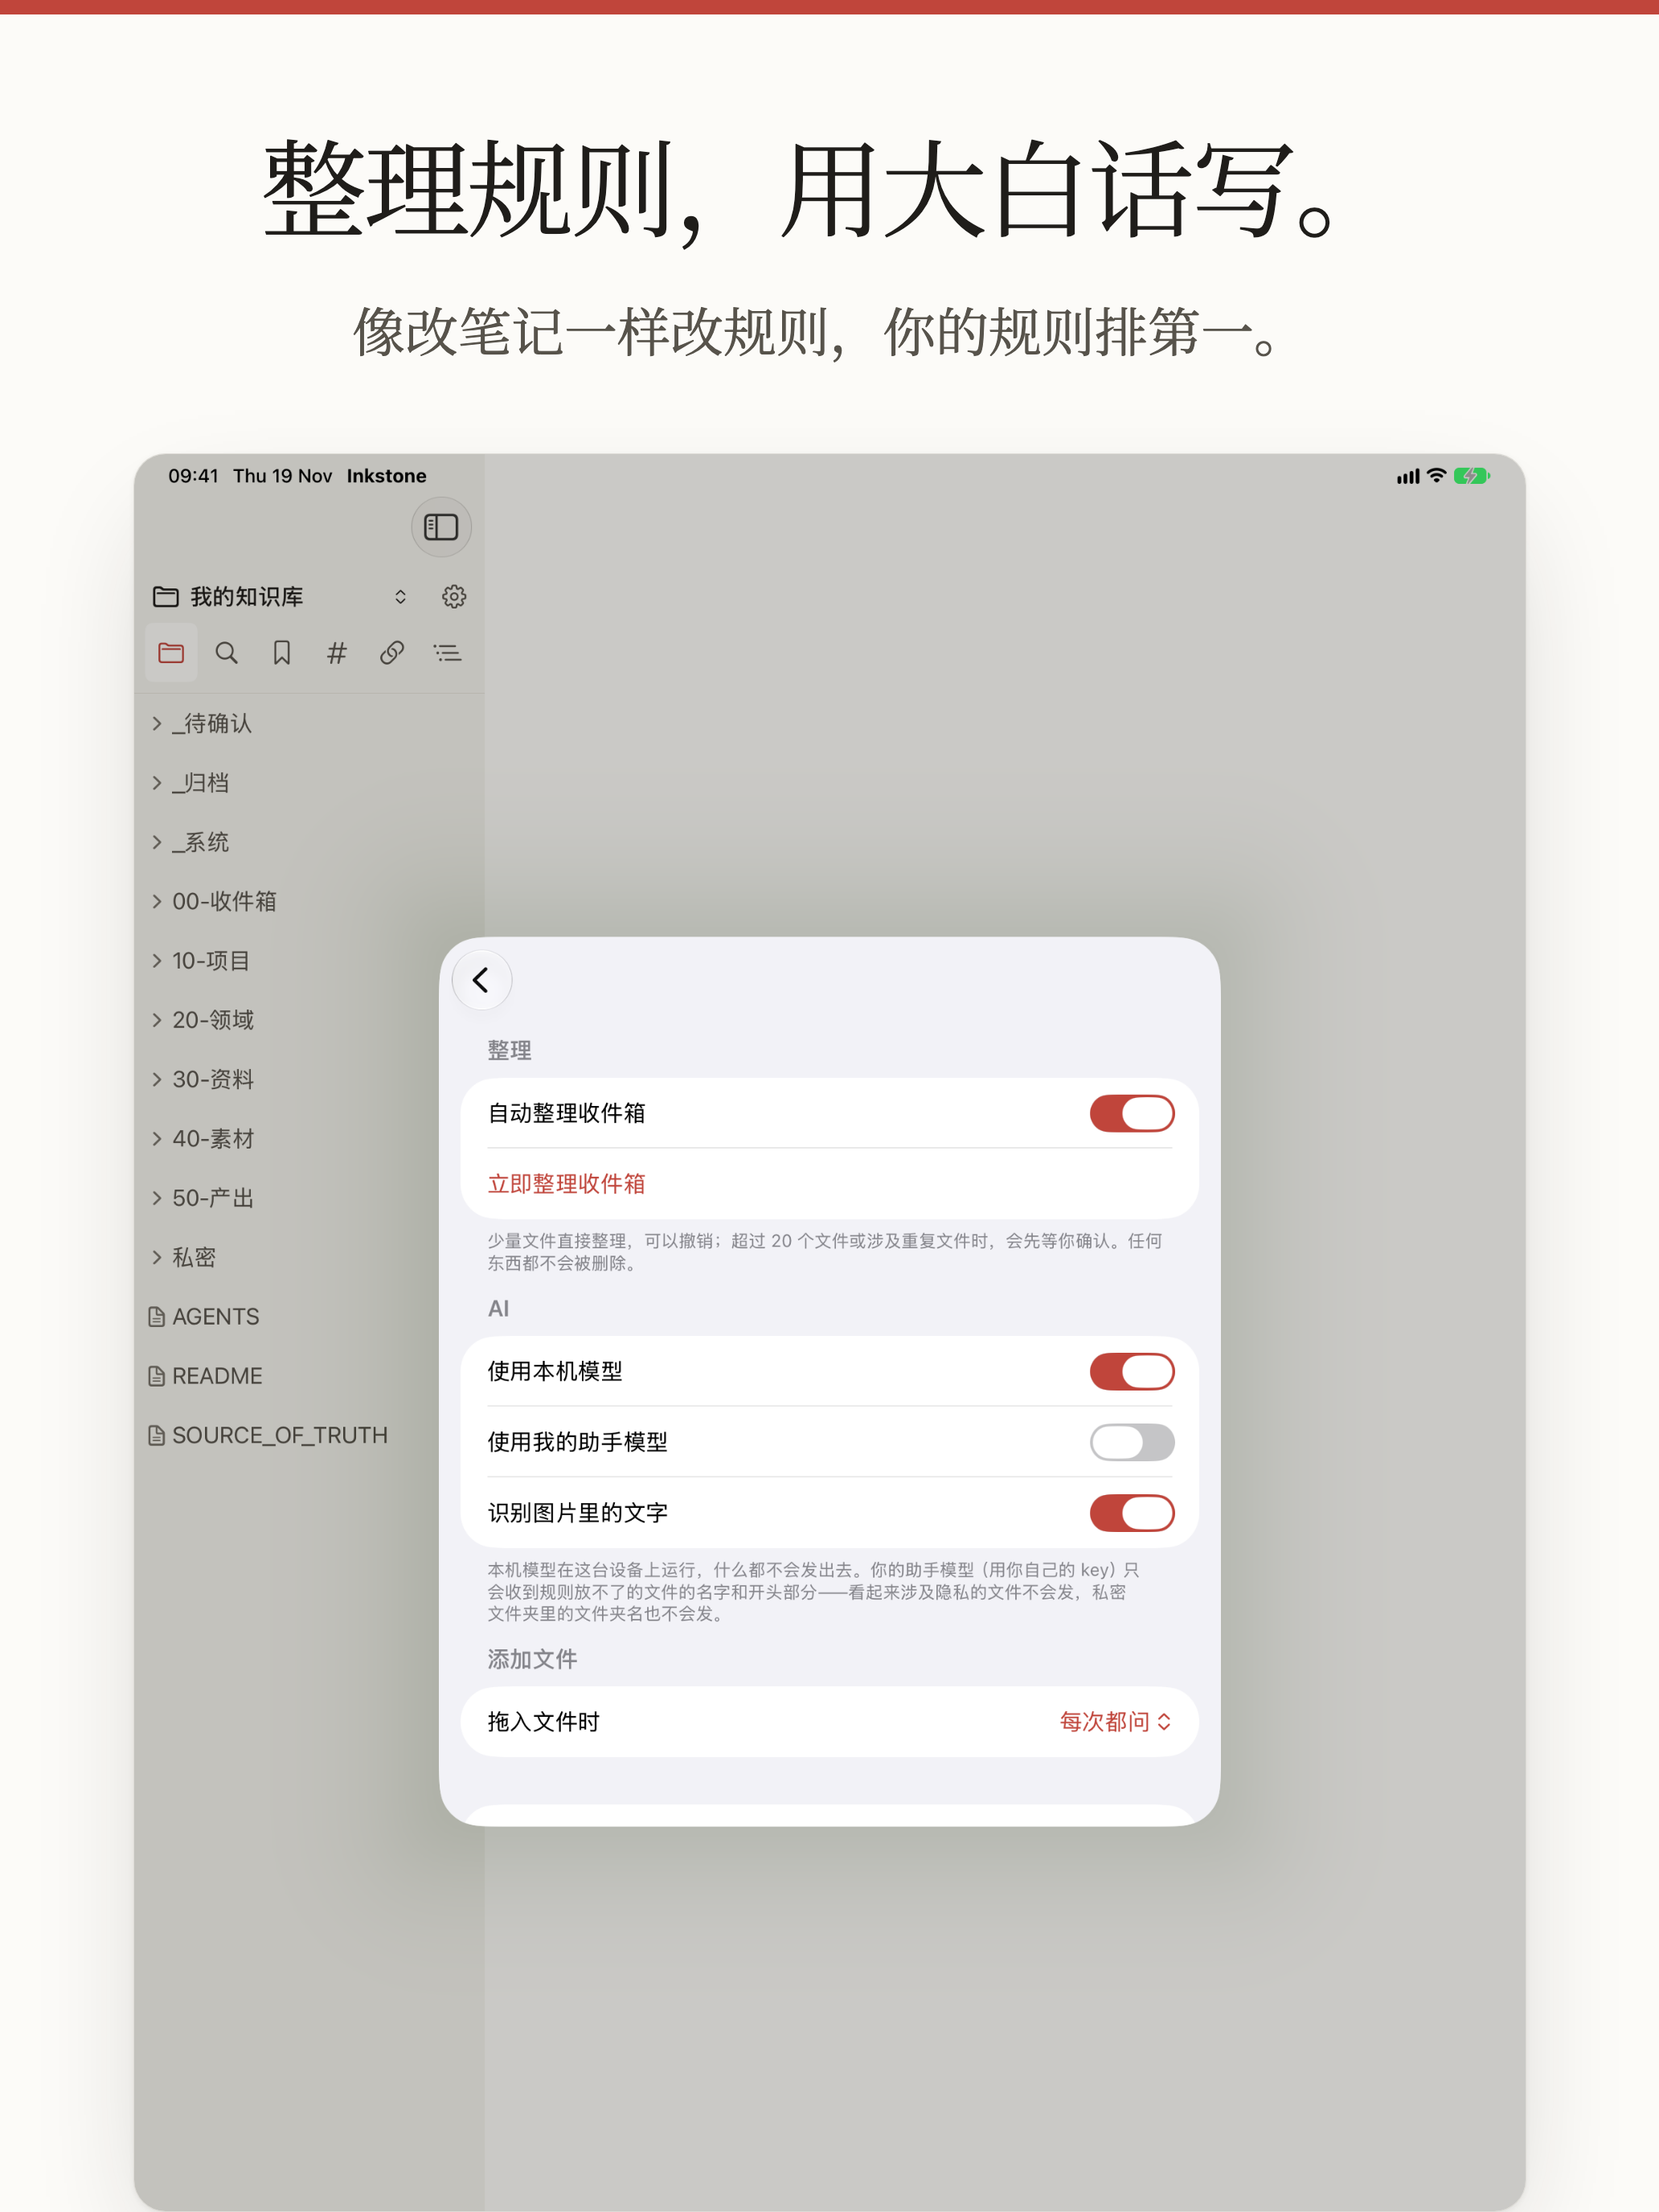 整理规则，用大白话写。
像改笔记一样改规则，你的规则排第一。
09:41 Thu 19 Nov Inkstone
我的知识库
#
_待确认
_归档
_系统
00-收件箱
10-项目
20-领域
30-资料
40-素材
50-产出
私密
AGENTS
README
SOURCE_OF_TRUTH
整理
自动整理收件箱
立即整理收件箱
少量文件直接整理，可以撤销；超过 20 个文件或涉及重复文件时，会先等你确认。任何
东西都不会被删除。
AI
使用本机模型
使用我的助手模型
识别图片里的文字
本机模型在这台设备上运行，什么都不会发出去。你的助手模型（用你自己的 key）只
会收到规则放不了的文件的名字和开头部分——看起来涉及隐私的文件不会发，私密
文件夹里的文件夹名也不会发。
添加文件
拖入文件时 每次都问